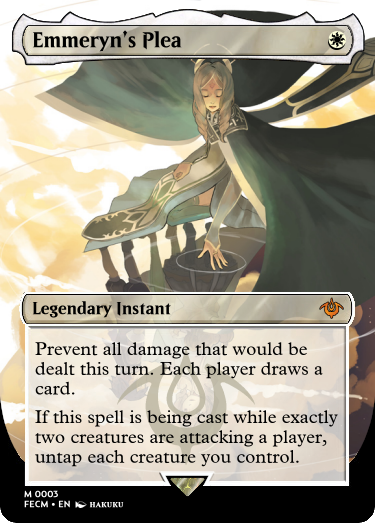 Emmeryn's Plea
Legendary Instant
Prevent all damage that would be
dealt this turn. Each player draws a
card.
If this spell is being cast while exactly
two creatures are attacking a player,
untap each creature you control.
M 0003
FECM • EN HAKUKU